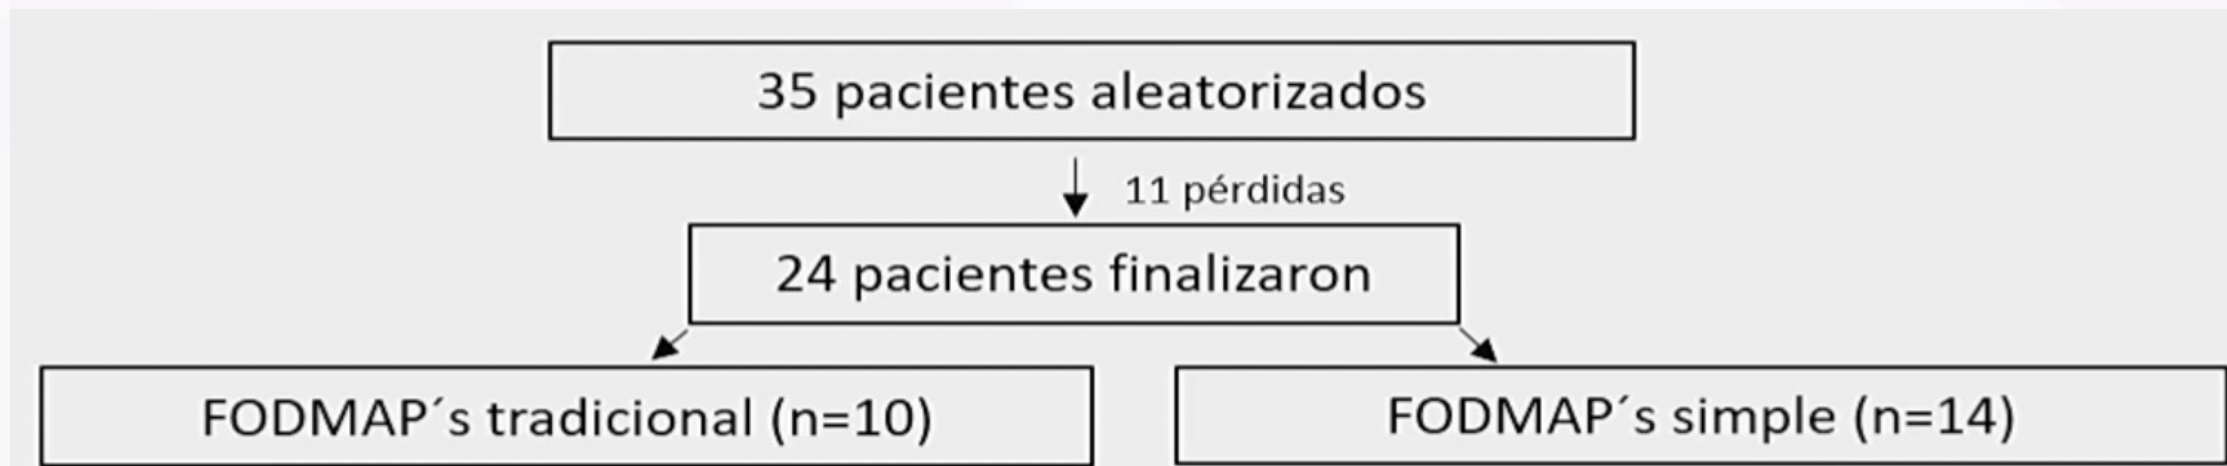 35 pacientes aleatorizados
11 pérdidas
24 pacientes finalizaron
FODMAP´s tradicional (n=10)
FODMAP´s simple (n=14)